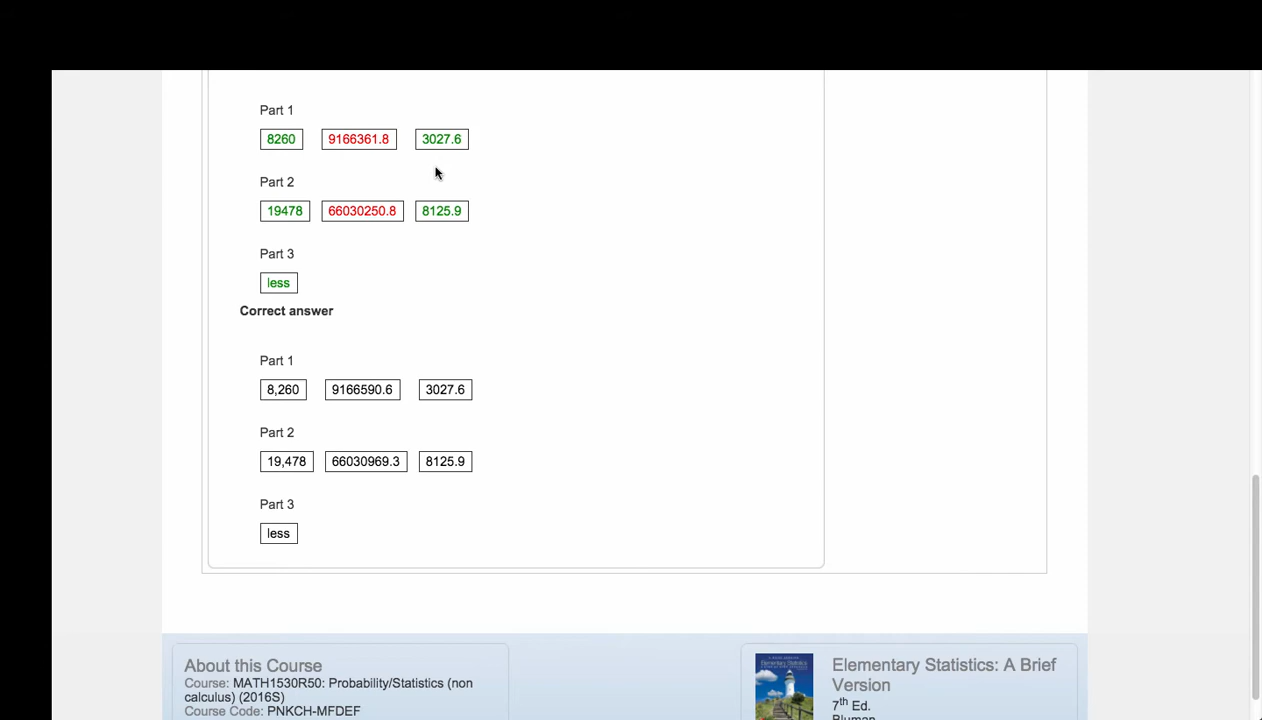 Part 1
8260 9166361.8 3027.6
Part 2
19478 66030250.8 8125.9
Part 3
less
Correct answer
Part 1
8,260 9166590.6 3027.6
Part 2
19,478 66030969.3 8125.9
Part 3
less
About this Course
Course: MATH1530R50: Probability/Statistics (non
calculus) (2016S)
Course Code: PNKCH-MFDEF
Elementary Statistics: A Brief
Version
7th Ed.
Bluman